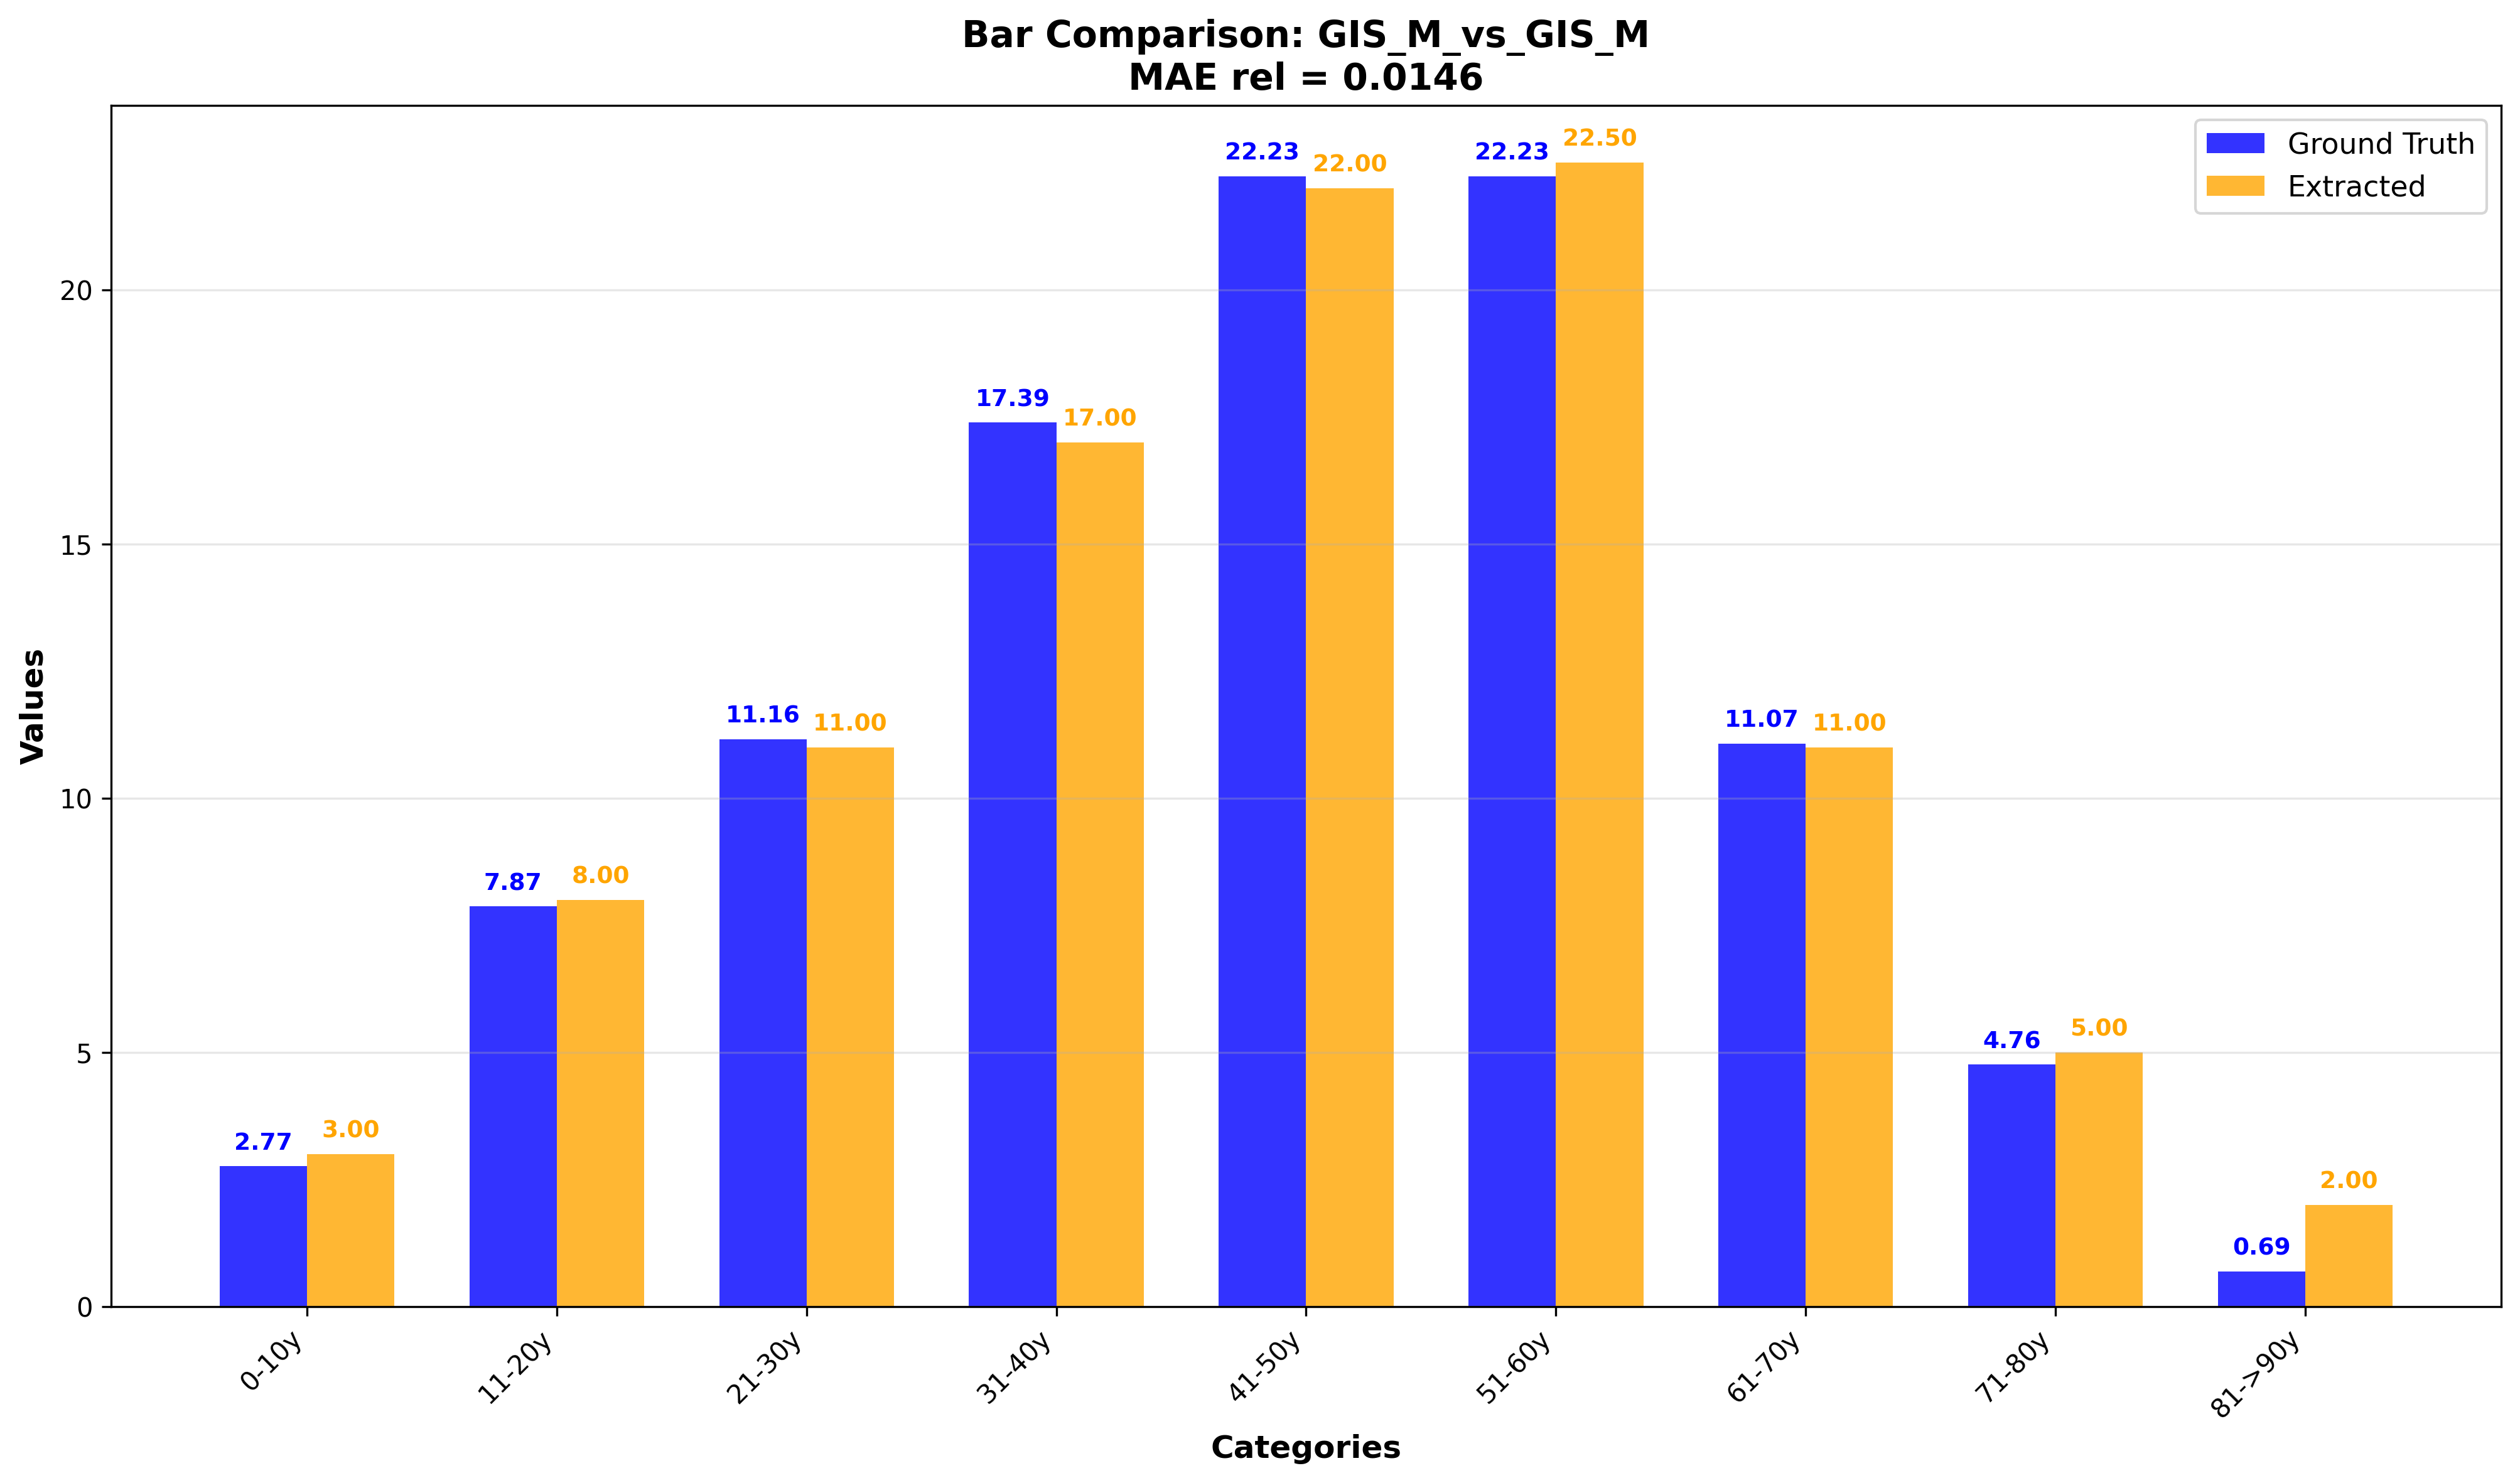 Bar Comparison: GIS_M_vs_GIS_M
MAE rel = 0.0146
Ground Truth
Extracted
22.23
22.00
22.23
22.50
17.39
17.00
11.16
11.00
11.07
11.00
7.87
8.00
4.76
5.00
2.77
3.00
0.69
2.00
20
15
10
5
0
Values
0-10y
11-20y
21-30y
31-40y
41-50y
51-60y
61-70y
71-80y
81->90y
Categories